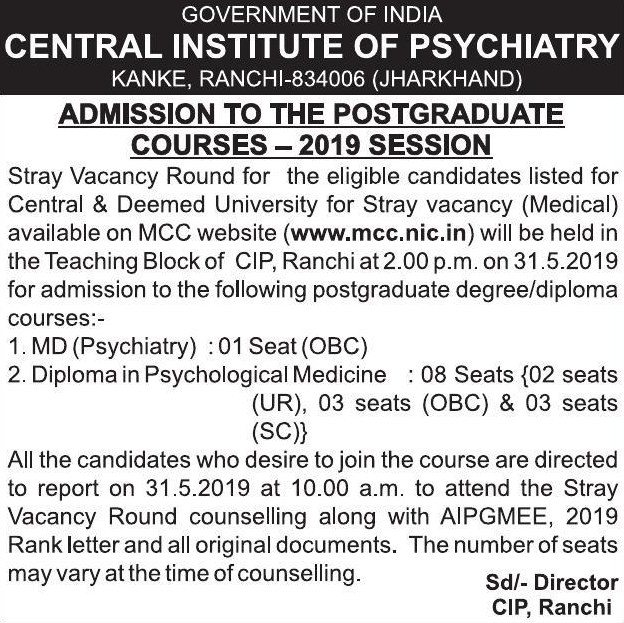 GOVERNMENT OF INDIA
CENTRAL INSTITUTE OF PSYCHIATRY
KANKE, RANCHI-834006 (JHARKHAND)
ADMISSION TO THE POSTGRADUATE
COURSES – 2019 SESSION
Stray Vacancy Round for the eligible candidates listed for
Central & Deemed University for Stray vacancy (Medical)
available on MCC website (www.mcc.nic.in) will be held in
the Teaching Block of CIP, Ranchi at 2.00 p.m. on 31.5.2019
for admission to the following postgraduate degree/diploma
courses:-
1. MD (Psychiatry) : 01 Seat (OBC)
2. Diploma in Psychological Medicine : 08 Seats {02 seats
(UR), 03 seats (OBC) & 03 seats
(SC)}
All the candidates who desire to join the course are directed
to report on 31.5.2019 at 10.00 a.m. to attend the Stray
Vacancy Round counselling along with AIPGMEE, 2019
Rank letter and all original documents. The number of seats
may vary at the time of counselling.
Sd/- Director
CIP, Ranchi